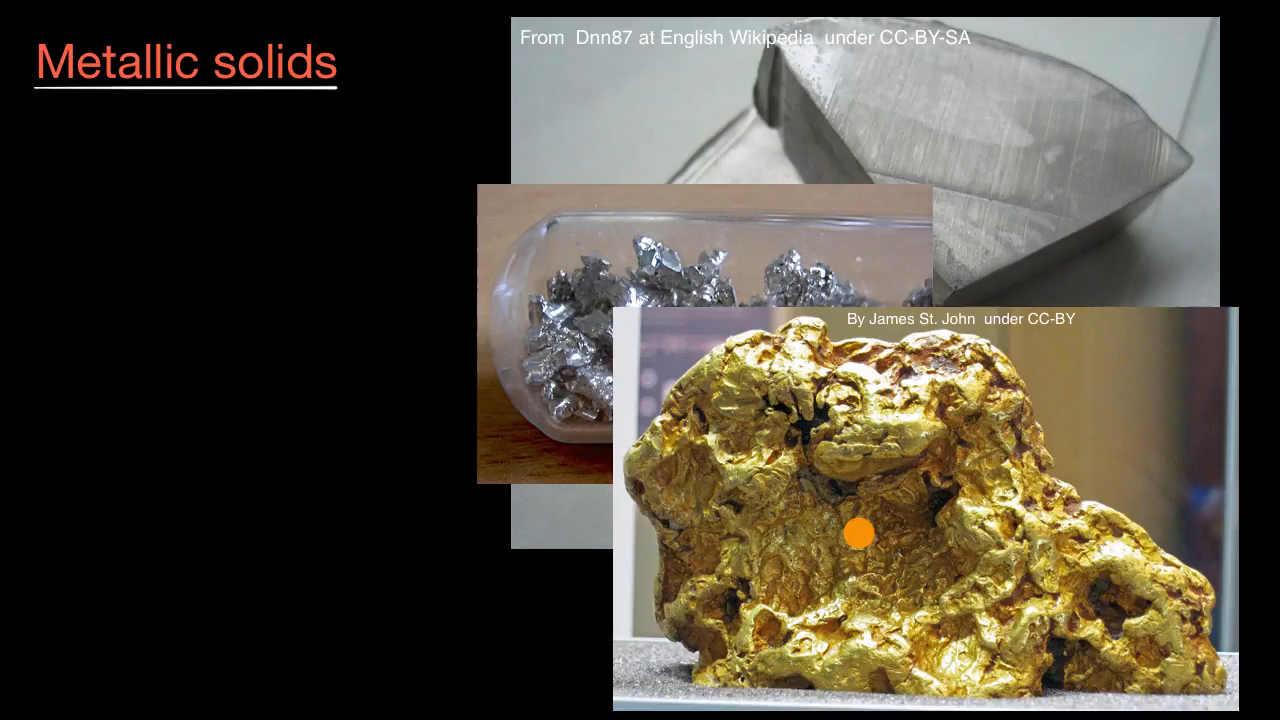 Metallic solids
From  Dnn87 at English Wikipedia  under CC-BY-SA
By James St. John  under CC-BY